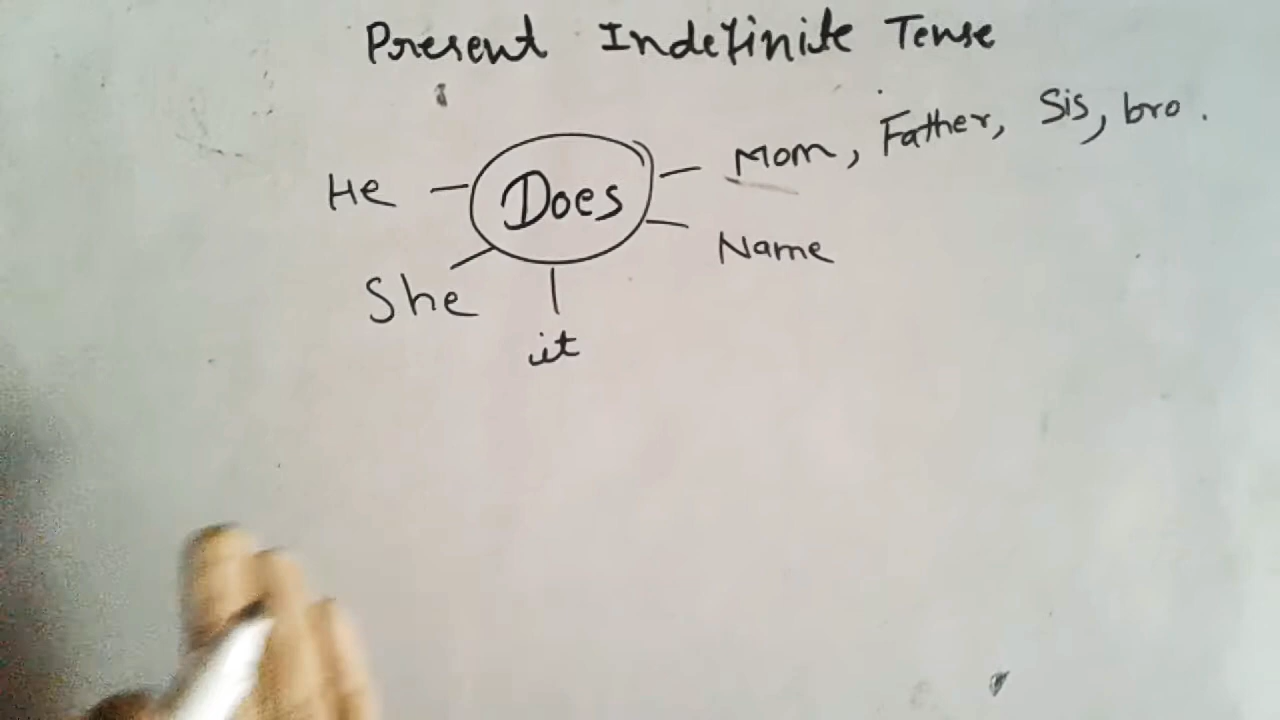 Present Indefinite Tense
Mom, Father, Sis, bro.
He
Does
Name
She
it